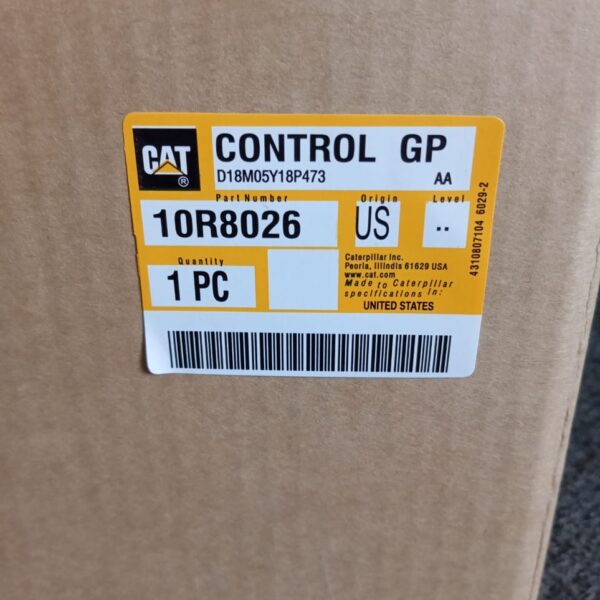 CAT
®
CONTROL GP
D18M05Y18P473 AA
Part Number Origin Level
10R8026 US ..
Quantity
1 PC
Caterpillar Inc.
Peoria, Illinois 61629 USA
www.cat.com
Made to Caterpillar
specifications in:
UNITED STATES
4310807104 6029-2